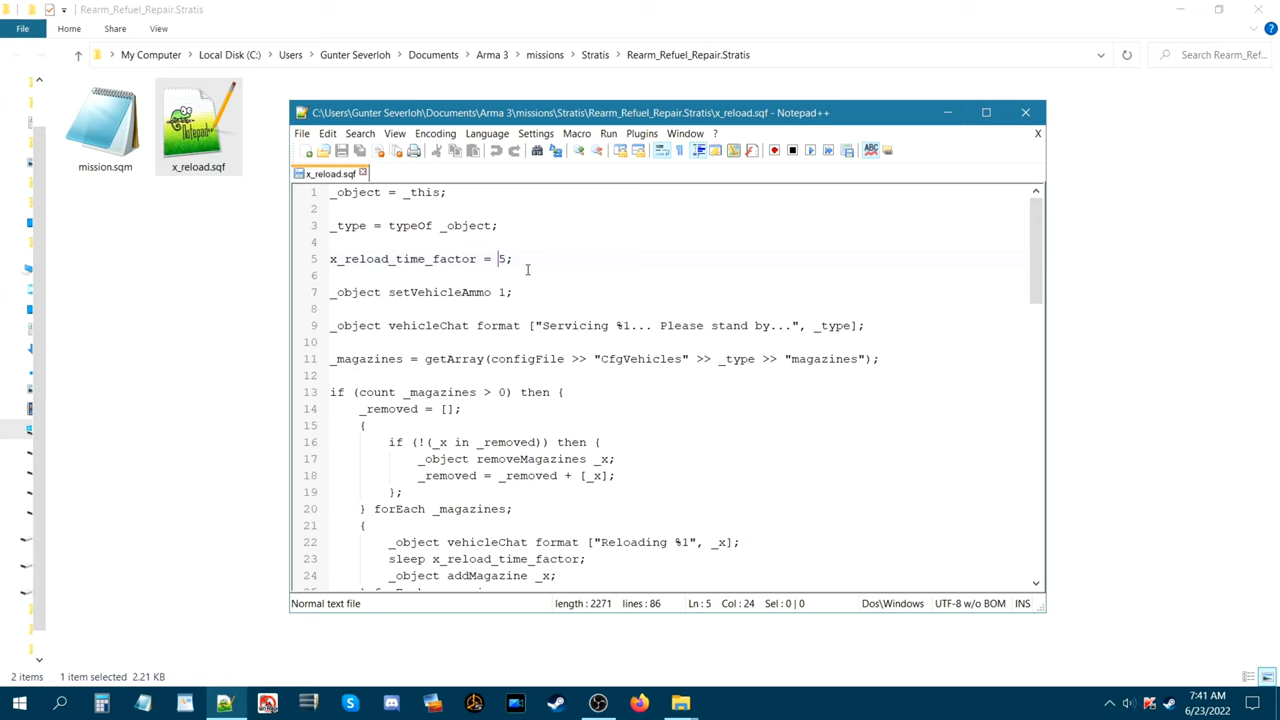 Rearm_Refuel_Repair.Stratis
File Home Share View
My Computer Local Disk (C:) Users Gunter Severloh Documents Arma 3 missions Stratis Rearm_Refuel_Repair.Stratis Search Rearm_Ref...
mission.sqm
x_reload.sqf
C:\Users\Gunter Severloh\Documents\Arma 3\missions\Stratis\Rearm_Refuel_Repair.Stratis\x_reload.sqf - Notepad++
File Edit Search View Encoding Language Settings Macro Run Plugins Window ? X
x_reload.sqf
1 _object = _this;
2
3 _type = typeOf _object;
4
5 x_reload_time_factor = 5;
6
7 _object setVehicleAmmo 1;
8
9 _object vehicleChat format ["Servicing %1... Please stand by...", _type];
10
11 _magazines = getArray(configFile >> "CfgVehicles" >> _type >> "magazines");
12
13 if (count _magazines > 0) then {
14 _removed = [];
15 {
16 if (!(_x in _removed)) then {
17 _object removeMagazines _x;
18 _removed = _removed + [_x];
19 };
20 } forEach _magazines;
21 {
22 _object vehicleChat format ["Reloading %1", _x];
23 sleep x_reload_time_factor;
24 _object addMagazine _x;
Normal text file length : 2271 lines : 86 Ln : 5 Col : 24 Sel : 0 | 0 Dos\Windows UTF-8 w/o BOM INS
2 items 1 item selected 2.21 KB
7:41 AM
6/23/2022